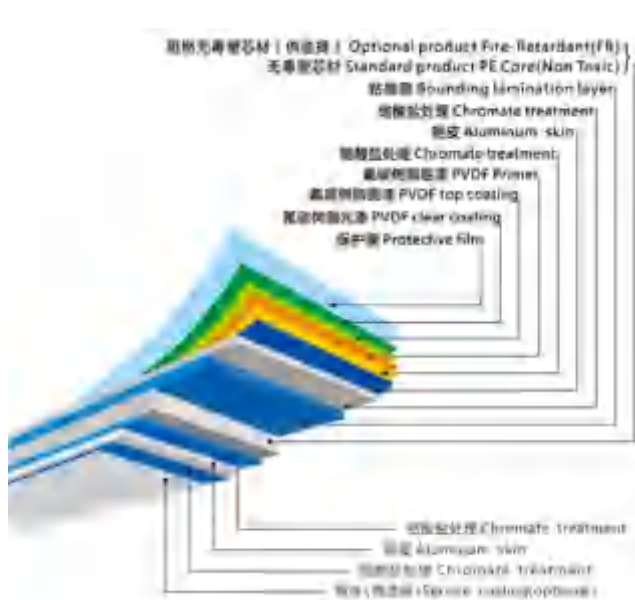 阻燃无毒塑芯材（供选择）Optional product Fire-Retardant(FR)
无毒塑芯材 Standard product PE Core(Non Toxic)
粘膜层 Bounding lamination layer
铬酸盐处理 Chromate treatment
铝皮 Aluminum skin
铬酸盐处理 Chromate treatment
氟碳树脂底漆 PVDF Primer
氟碳树脂面漆 PVDF top coating
氟碳树脂光漆 PVDF clear coating
保护膜 Protective film
铬酸盐处理 Chromate treatment
铝皮 Aluminum skin
铬酸盐处理 Chromate treatment
Service coating(optional)